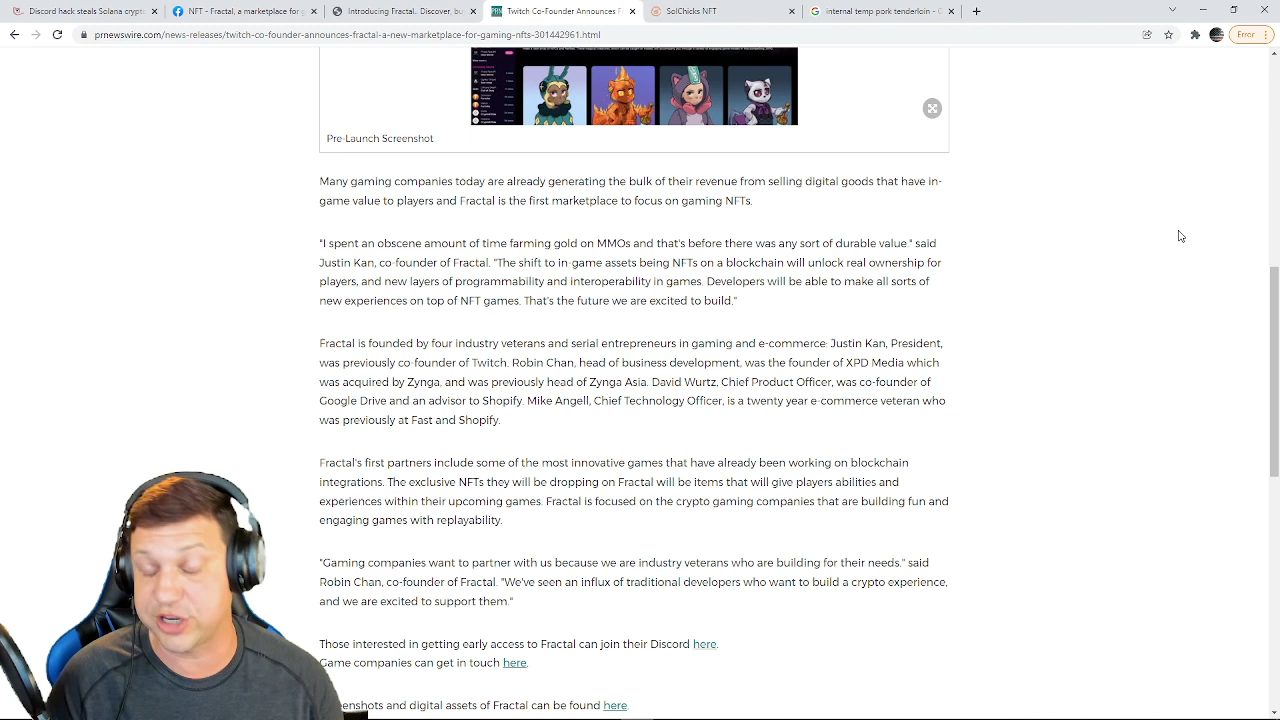 Discord hack steals Solana crypto
NFT - Fractal a marketplace for g
Introducing Fractal. Discover, bu
Twitch Co-Founder Announces F
SolChicks NFT
internet temp work tendencies - G
co-founder-announces-fractal-a-marketplace-for-gaming-nfts-301442961.html
Error
Pre-Launch Screenshot
Many gaming companies today are already generating the bulk of their revenue from selling digital goods that have in-
game value to players and Fractal is the first marketplace to focus on gaming NFTs.
"I spent an obscene amount of time farming gold on MMOs and that's before there was any sort of durable value." said
Justin Kan, co-founder of Fractal. "The shift to in-game assets being NFTs on a blockchain will unlock real ownership for
players and new layers of programmability and interoperability in games. Developers will be able to make all sorts of
new experiences on top of NFT games. That's the future we are excited to build."
Fractal is founded by four industry veterans and serial entrepreneurs in gaming and e-commerce: Justin Kan, President,
was previously co-founder of Twitch. Robin Chan, head of business development, was the founder of XPD Media which
was acquired by Zynga, and was previously head of Zynga Asia. David Wurtz, Chief Product Officer, was co-founder of
Google Drive and an advisor to Shopify. Mike Angell, Chief Technology Officer, is a twenty year e-commerce veteran who
was previously at Fast and Shopify.
Fractal's first partners include some of the most innovative games that have already been working on blockchain
integrations. The exclusive NFTs they will be dropping on Fractal will be items that will give players abilities and
experiences within their upcoming games. Fractal is focused on the crypto gaming companies that are building fun and
engaging games with replayability.
"Gaming companies want to partner with us because we are industry veterans who are building for their needs." said
Robin Chan, co-founder of Fractal. "We've seen an influx of traditional developers who want to build a crypto experience,
and we are excited to support them."
Those interested in getting early access to Fractal can join their Discord here.
Game companies can get in touch here.
enshots and digital assets of Fractal can be found here.